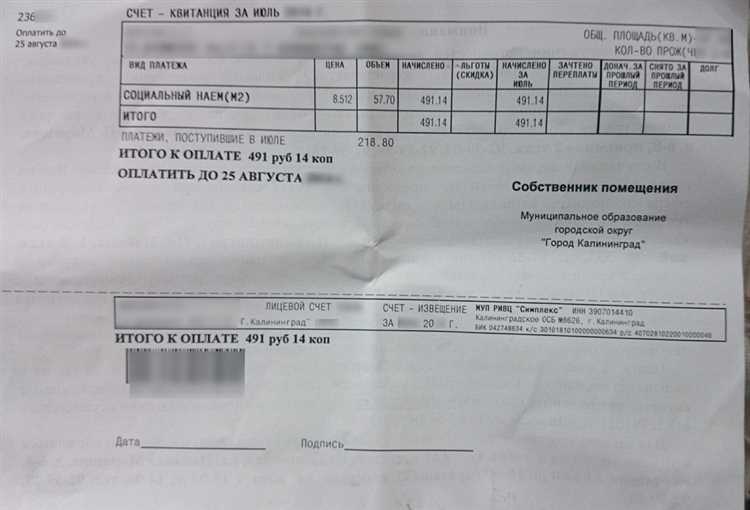 236
Оплатить до
25 августа
СЧЕТ - КВИТАНЦИЯ ЗА ИЮЛЬ
ОБЩ. ПЛОЩАДЬ(КВ.М)
КОЛ-ВО ПРОЖ(ЧЕ
ВИД ПЛАТЕЖА ЦЕНА ОБЪЕМ НАЧИСЛЕНО ЛЬГОТЫ (СКИДКА) НАЧИСЛЕНО ЗА ИЮЛЬ ЗАЧТЕНО ПЕРЕПЛАТЫ ДОНАЧ.ЗА ПРОШЛЫЙ ПЕРИОД СНЯТО ЗА ПРОШЛЫЙ ПЕРИОД ДОЛГ
СОЦИАЛЬНЫЙ НАЕМ(М2) 8.512 57.70 491.14 491.14
ИТОГО 491.14 491.14
ПЛАТЕЖИ, ПОСТУПИВШИЕ В ИЮЛЕ 218.80
ИТОГО К ОПЛАТЕ 491 руб 14 коп
ОПЛАТИТЬ ДО 25 АВГУСТА
Собственник помещения
Муниципальное образование
городской округ
"Город Калининград"
ЛИЦЕВОЙ СЧЕТ
Г.Калининград
СЧЕТ - ИЗВЕЩЕНИЕ
ЗА 20 Г.
МУП РИВЦ "Симплекс" ИНН 3907014410
Калининградское ОСБ №8626, г. Калининград
БИК 042748634 к/с 30101810100000000634 р/с 40702810220010000046
ИТОГО К ОПЛАТЕ 491 руб 14 коп
Дата Подпись